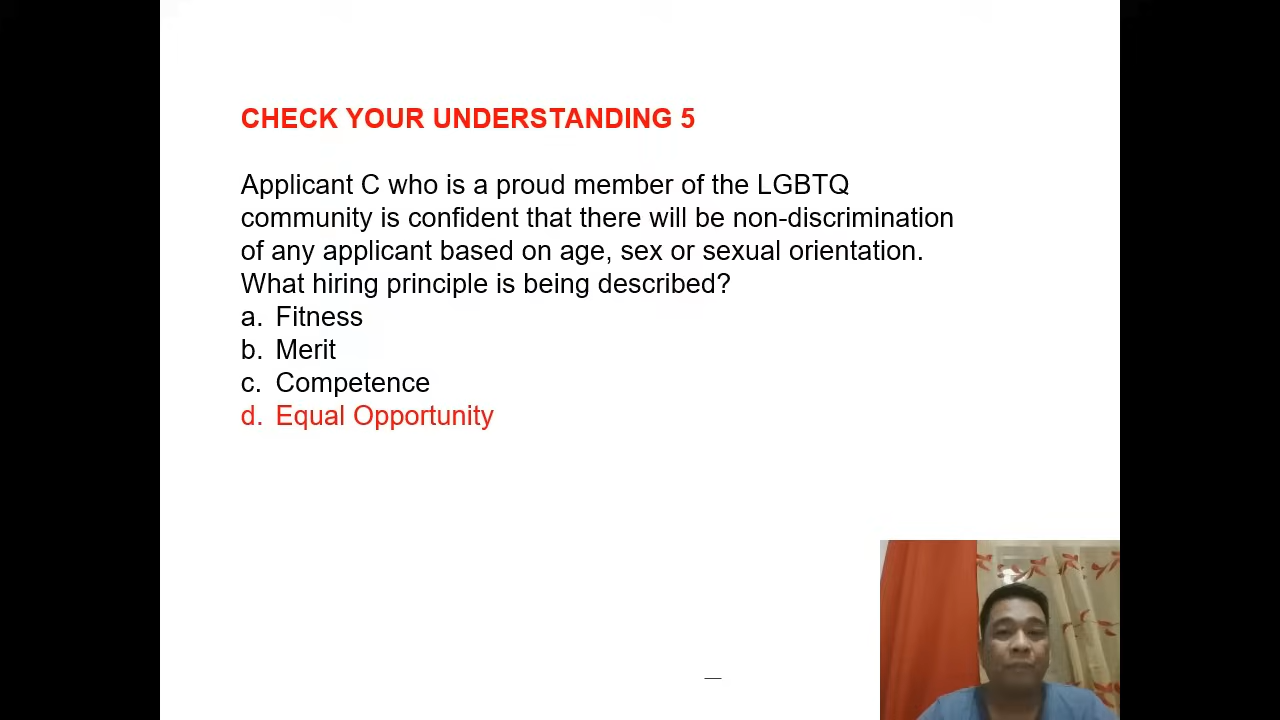 CHECK YOUR UNDERSTANDING 5
Applicant C who is a proud member of the LGBTQ
community is confident that there will be non-discrimination
of any applicant based on age, sex or sexual orientation.
What hiring principle is being described?
a. Fitness
b. Merit
c. Competence
d. Equal Opportunity